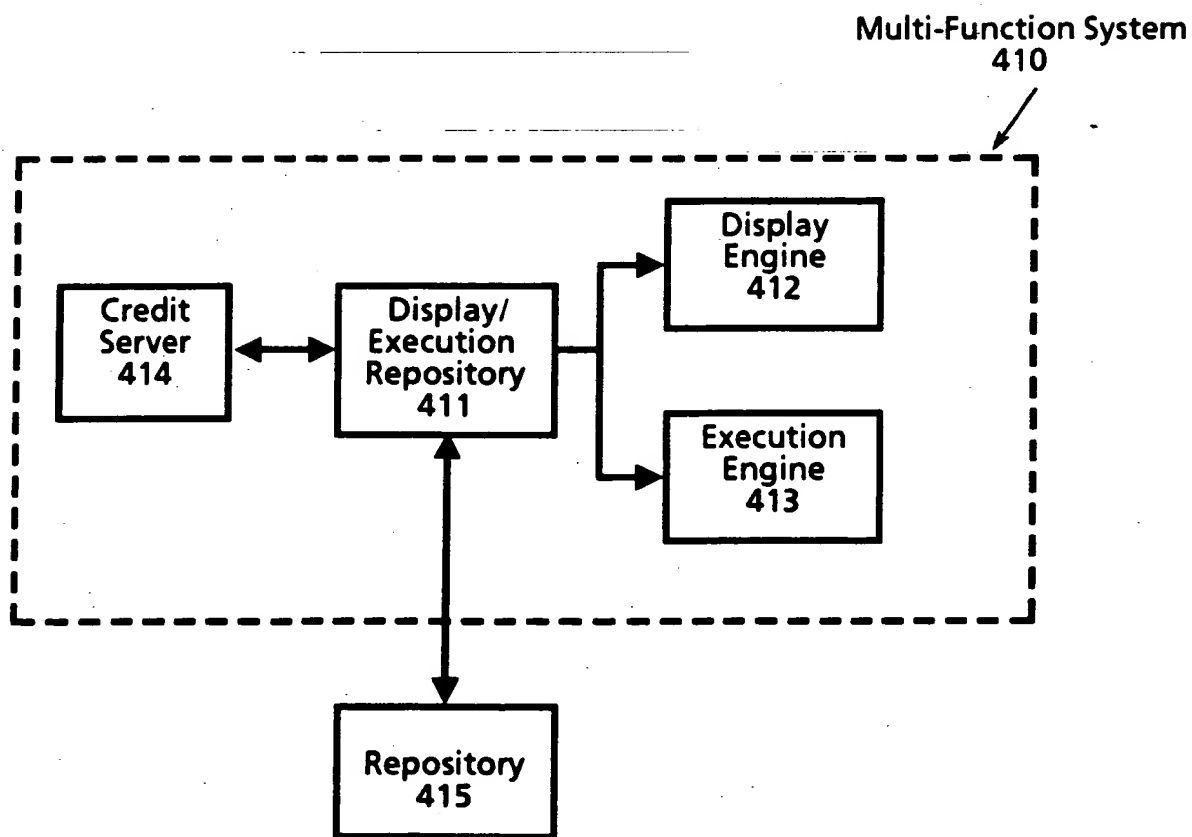 Multi-Function System
410
Display
Engine
412
Credit
Server
414
Display/
Execution
Repository
411
Execution
Engine
413
Repository
415